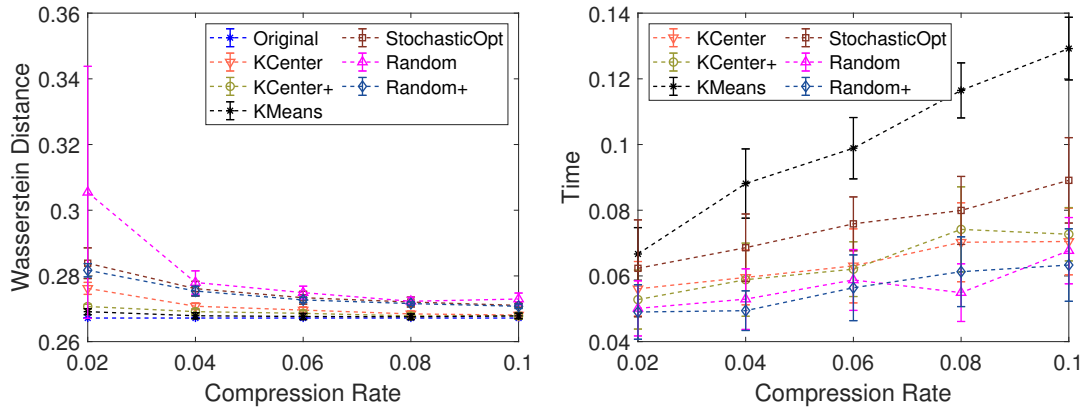 0.36
0.34
0.32
0.3
0.28
0.26
Wasserstein Distance
Original
KCenter
KCenter+
KMeans
StochasticOpt
Random
Random+
0.02 0.04 0.06 0.08 0.1
Compression Rate
0.14
0.12
0.1
0.08
0.06
0.04
Time
KCenter
KCenter+
KMeans
StochasticOpt
Random
Random+
0.02 0.04 0.06 0.08 0.1
Compression Rate